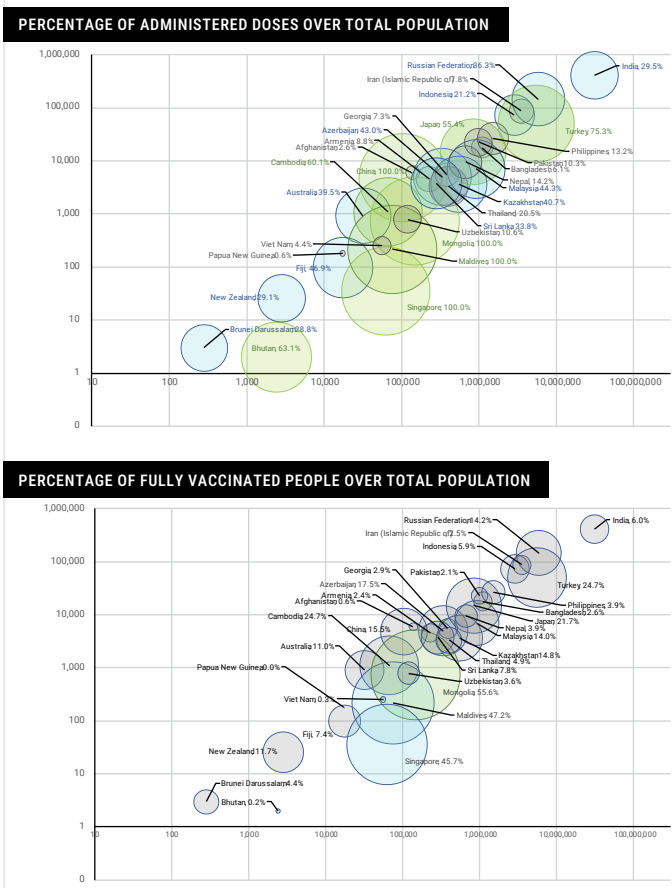 PERCENTAGE OF ADMINISTERED DOSES OVER TOTAL POPULATION
1,000,000
Russian Federation, 86.3%
India, 29.5%
Iran (Islamic Republic of), 7.8%
Indonesia, 21.2%
100,000
Georgia, 7.3%
Japan, 55.4%
Azerbaijan, 43.0%
Turkey, 75.3%
Armenia, 8.8%
Afghanistan, 2.6%
Philippines, 13.2%
10,000
Cambodia, 60.1%
Pakistan, 10.3%
China, 100.0%
Bangladesh, 6.1%
Nepal, 14.2%
Malaysia, 44.3%
Australia, 39.5%
Kazakhstan, 40.7%
1,000
Thailand, 20.5%
Sri Lanka, 33.8%
Uzbekistan, 10.6%
Viet Nam, 4.4%
Mongolia, 100.0%
Papua New Guinea, 0.6%
Maldives, 100.0%
100
Fiji, 46.9%
New Zealand, 29.1%
Singapore, 100.0%
10
Brunei Darussalam, 28.8%
Bhutan, 63.1%
1
10 100 1,000 10,000 100,000 1,000,000 10,000,000 100,000,000
0
PERCENTAGE OF FULLY VACCINATED PEOPLE OVER TOTAL POPULATION
1,000,000
Russian Federation, 14.2%
India, 6.0%
Iran (Islamic Republic of), 2.5%
Indonesia, 5.9%
100,000
Georgia, 2.9%
Pakistan, 2.1%
Azerbaijan, 17.5%
Turkey, 24.7%
Armenia, 2.4%
Afghanistan, 0.6%
Philippines, 3.9%
10,000
Bangladesh, 2.6%
Cambodia, 24.7%
Japan, 21.7%
China, 15.5%
Nepal, 3.9%
Malaysia, 14.0%
Australia, 11.0%
Kazakhstan, 14.8%
Thailand, 4.9%
1,000
Papua New Guinea, 0.0%
Sri Lanka, 7.8%
Uzbekistan, 3.6%
Mongolia, 55.6%
Viet Nam, 0.3%
Maldives, 47.2%
100
Fiji, 7.4%
New Zealand, 11.7%
Singapore, 45.7%
10
Brunei Darussalam, 4.4%
Bhutan, 0.2%
1
10 100 1,000 10,000 100,000 1,000,000 10,000,000 100,000,000
0